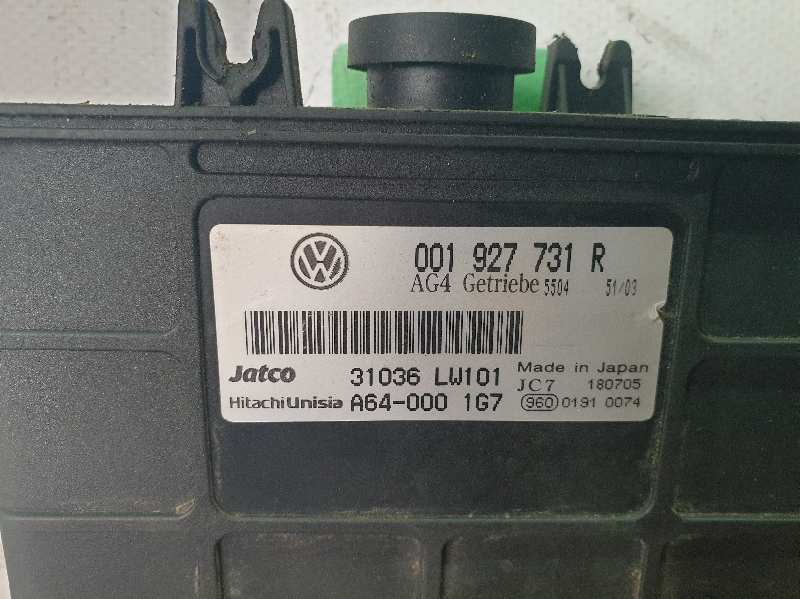 001 927 731 R
AG4 Getriebe 5504 51/03
Jatco 31036 LW101 Made in Japan
JC7 180705
HitachiUnisia A64-000 1G7 960 0191 0074